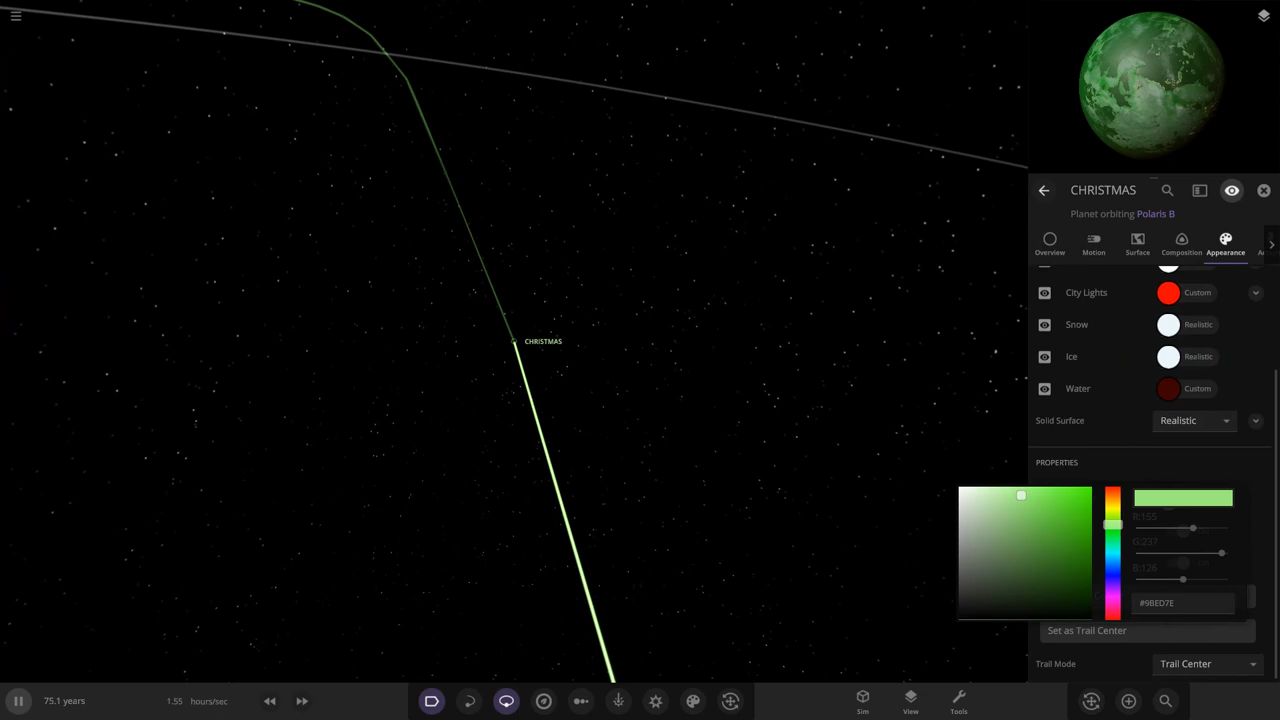 CHRISTMAS
Planet orbiting Polaris B
Overview Motion Surface Composition Appearance
City Lights Custom
Snow Realistic
Ice Realistic
CHRISTMAS
Water Custom
Solid Surface Realistic
PROPERTIES
R:155
G:237
B:126
#9BED7E
Set as Trail Center
Trail Mode Trail Center
75.1 years 1.55 hours/sec
Sim View Tools